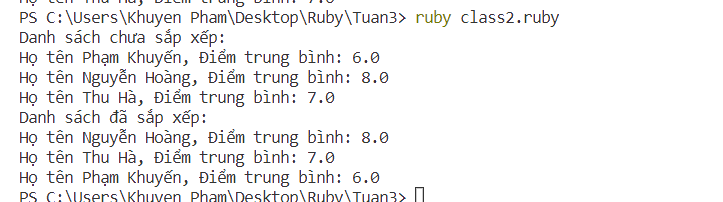 PS C:\Users\Khuyen Pham\Desktop\Ruby\Tuan3> ruby class2.ruby
Danh sách chưa sắp xếp:
Họ tên Phạm Khuyến, Điểm trung bình: 6.0
Họ tên Nguyễn Hoàng, Điểm trung bình: 8.0
Họ tên Thu Hà, Điểm trung bình: 7.0
Danh sách đã sắp xếp:
Họ tên Nguyễn Hoàng, Điểm trung bình: 8.0
Họ tên Thu Hà, Điểm trung bình: 7.0
Họ tên Phạm Khuyến, Điểm trung bình: 6.0
PS C:\Users\Khuyen Pham\Desktop\Ruby\Tuan3>